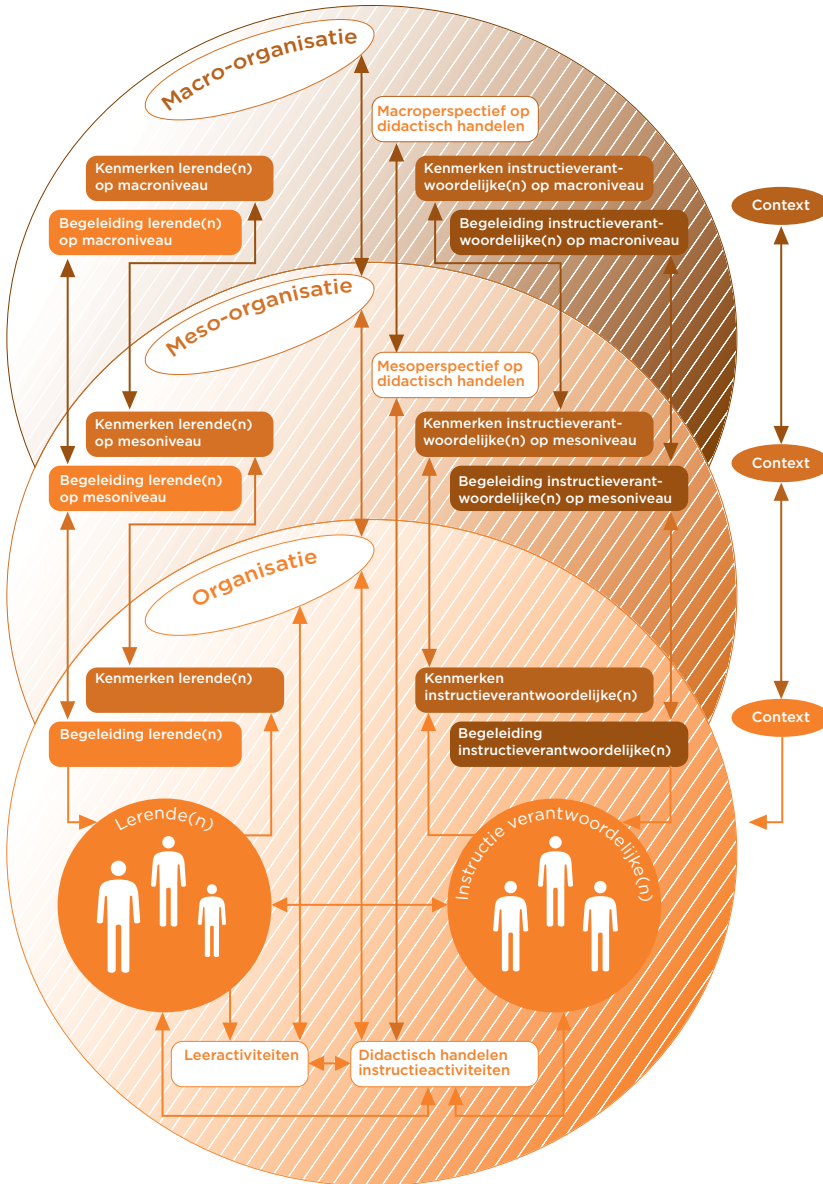 Macro-organisatie
Macroperspectief op
didactisch handelen
Kenmerken lerende(n)
op macroniveau
Kenmerken instructieverant-
woordelijke(n) op macroniveau
Context
Begeleiding lerende(n)
op macroniveau
Begeleiding instructieverant-
woordelijke(n) op macroniveau
Meso-organisatie
Mesoperspectief op
didactisch handelen
Kenmerken lerende(n)
op mesoniveau
Kenmerken instructieverant-
woordelijke(n) op mesoniveau
Context
Begeleiding lerende(n)
op mesoniveau
Begeleiding instructieverant-
woordelijke(n) op mesoniveau
Organisatie
Kenmerken lerende(n)
Kenmerken
instructieverantwoordelijke(n)
Context
Begeleiding lerende(n)
Begeleiding
instructieverantwoordelijke(n)
Lerende(n)
Instructie verantwoordelijke(n)
Leeractiviteiten
Didactisch handelen
instructieactiviteiten